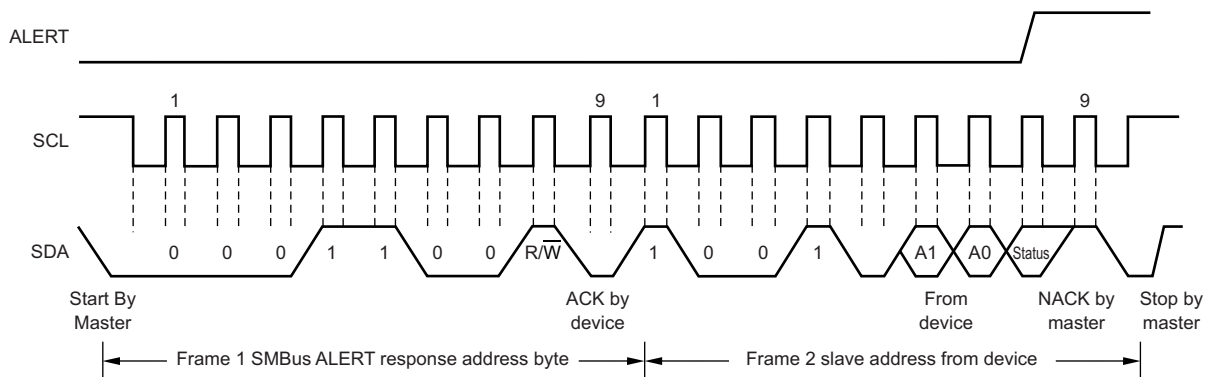 ALERT
1 9 1 9
SCL
SDA
0 0 0 1 1 0 0 R/W 1 0 0 1 A1 A0 Status
Start By
Master
ACK by
device
From
device
NACK by
master
Stop by
master
Frame 1 SMBus ALERT response address byte
Frame 2 slave address from device